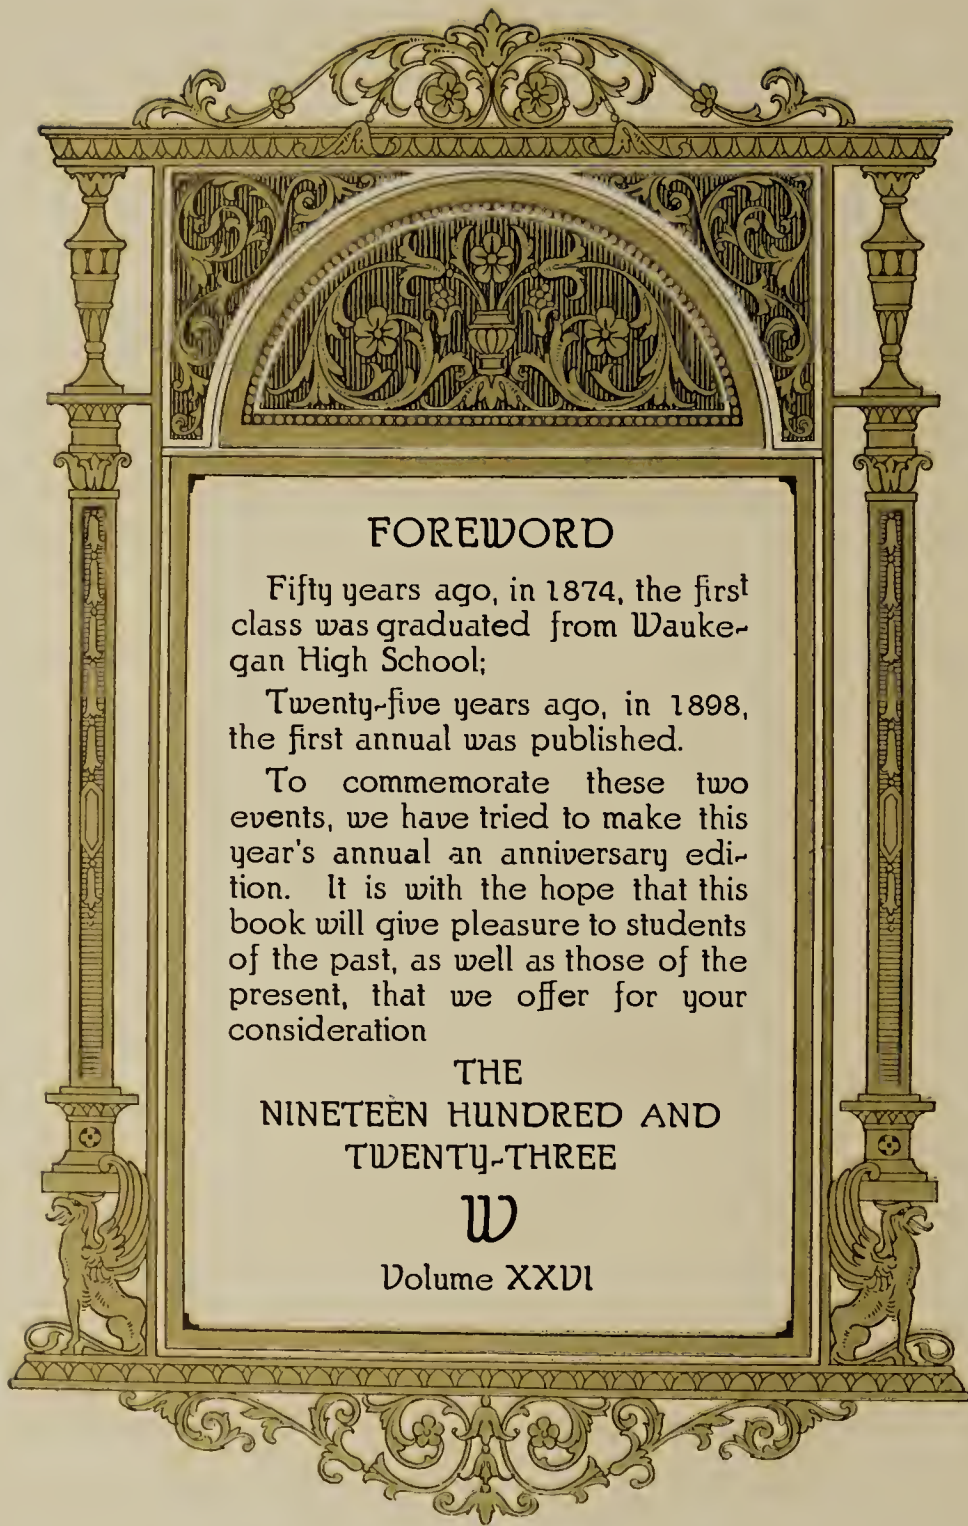 FOREWORD
Fifty years ago, in 1874, the first
class was graduated from Wauke-
gan High School;
Twenty-five years ago, in 1898,
the first annual was published.
To commemorate these two
events, we have tried to make this
year's annual an anniversary edi-
tion. It is with the hope that this
book will give pleasure to students
of the past, as well as those of the
present, that we offer for your
consideration
THE
NINETEEN HUNDRED AND
TWENTY-THREE
W
Volume XXVI